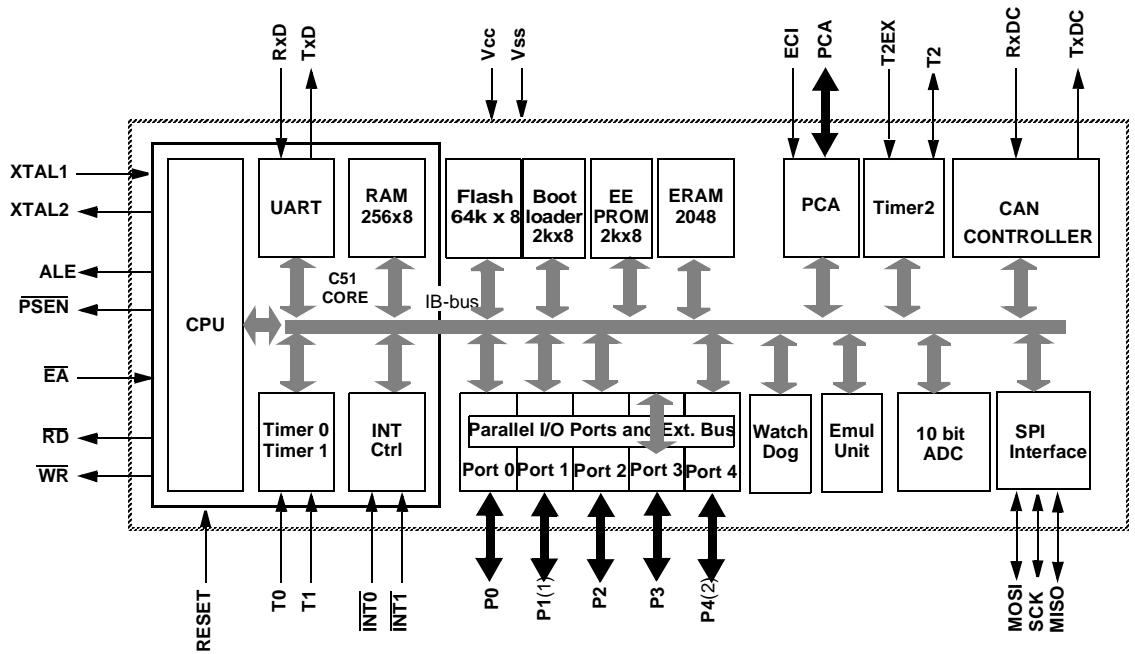 RxD
TxD
Vcc
Vss
ECI
PCA
T2EX
T2
RxDC
TxDC
XTAL1
XTAL2
ALE
PSEN
EA
RD
WR
CPU
UART
RAM
256x8
C51
CORE
IB-bus
Flash
64k x 8
Boot
loader
2kx8
EE
PROM
2kx8
ERAM
2048
PCA
Timer2
CAN
CONTROLLER
Timer 0
Timer 1
INT
Ctrl
Parallel I/O Ports and Ext. Bus
Port 0
Port 1
Port 2
Port 3
Port 4
Watch
Dog
Emul
Unit
10 bit
ADC
SPI
Interface
RESET
T0
T1
INT0
INT1
P0
P1(1)
P2
P3
P4(2)
MOSI
SCK
MISO